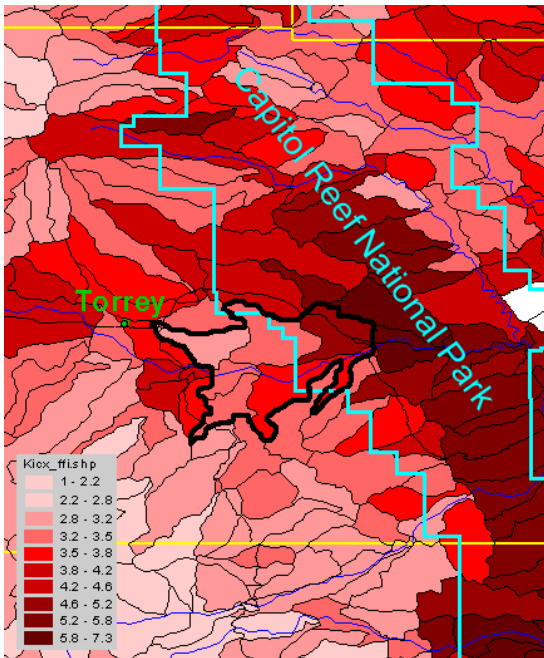 Capitol Reef National Park
Torrey
Kicx_ffi.shp
1 - 2.2
2.2 - 2.8
2.8 - 3.2
3.2 - 3.5
3.5 - 3.8
3.8 - 4.2
4.2 - 4.6
4.6 - 5.2
5.2 - 5.8
5.8 - 7.3